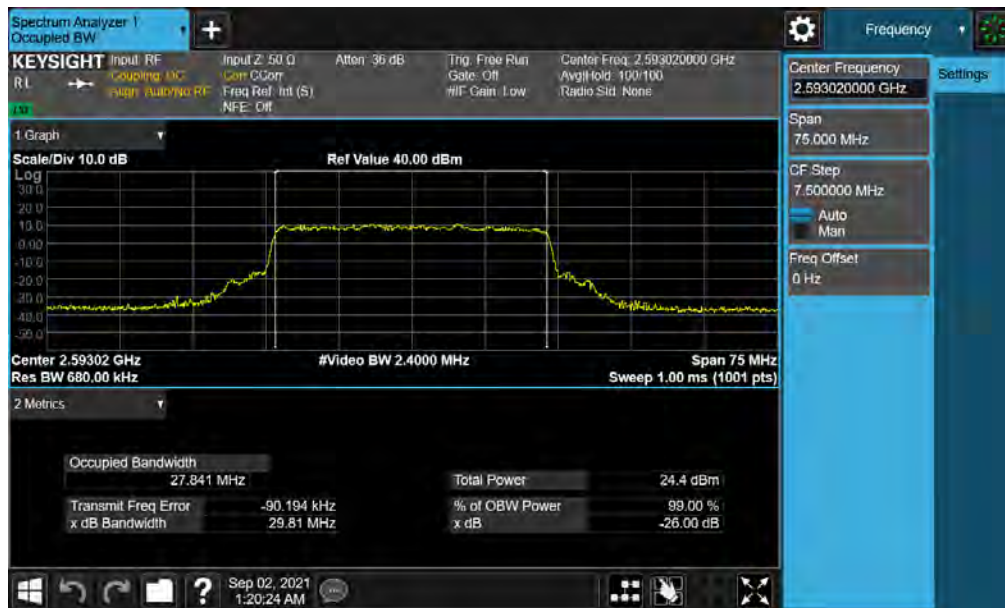 Spectrum Analyzer 1
Occupied BW
+
Frequency
KEYSIGHT Input: RF Input Z: 50 Ω Atten: 36 dB Trig: Free Run Center Freq: 2.593020000 GHz
Coupling: DC Corr CCorr Gate: Off Avg|Hold: 100/100
Align: Auto/No RF Freq Ref: Int (S) #IF Gain: Low Radio Std: None
NFE: Off
Center Frequency
2.593020000 GHz
Settings
Span
75.000 MHz
CF Step
7.500000 MHz
Auto
Man
Freq Offset
0 Hz
1 Graph
Scale/Div 10.0 dB Ref Value 40.00 dBm
Log
30.0
20.0
10.0
0.00
-10.0
-20.0
-30.0
-40.0
-50.0
Center 2.59302 GHz #Video BW 2.4000 MHz Span 75 MHz
Res BW 680.00 kHz Sweep 1.00 ms (1001 pts)
2 Metrics
Occupied Bandwidth
27.841 MHz Total Power 24.4 dBm
Transmit Freq Error -90.194 kHz % of OBW Power 99.00 %
x dB Bandwidth 29.81 MHz x dB -26.00 dB
? Sep 02, 2021
1:20:24 AM